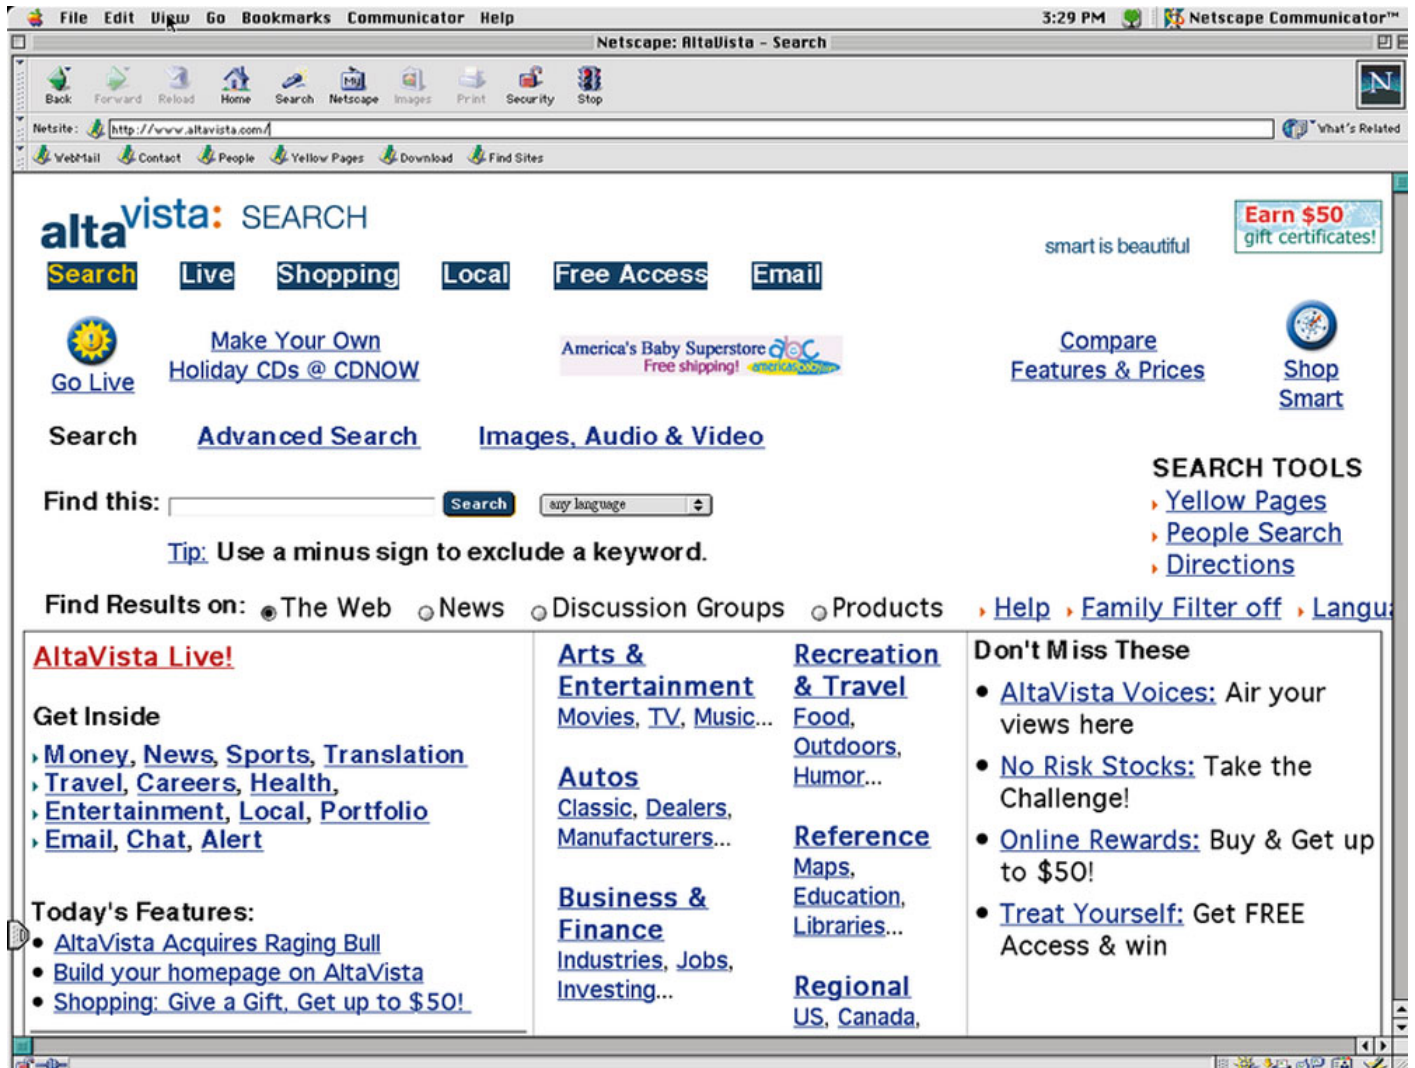 File Edit View Go Bookmarks Communicator Help
3:29 PM Netscape Communicator™
Netscape: AltaVista - Search
Back Forward Reload Home Search Netscape Images Print Security Stop
My
N
Netsite: http://www.altavista.com/
What's Related
WebMail Contact People Yellow Pages Download Find Sites
alta vista: SEARCH
smart is beautiful
Earn $50
gift certificates!
Search Live Shopping Local Free Access Email
Go Live
Make Your Own
Holiday CDs @ CDNOW
America's Baby Superstore abc
Free shipping! americasbaby.com
Compare
Features & Prices
Shop
Smart
Search Advanced Search Images, Audio & Video
Find this: Search any language
Tip: Use a minus sign to exclude a keyword.
SEARCH TOOLS
Yellow Pages
People Search
Directions
Find Results on: The Web News Discussion Groups Products Help Family Filter off Langua
AltaVista Live!
Get Inside
Money, News, Sports, Translation
Travel, Careers, Health,
Entertainment, Local, Portfolio
Email, Chat, Alert
Today's Features:
AltaVista Acquires Raging Bull
Build your homepage on AltaVista
Shopping: Give a Gift, Get up to $50!
Arts &
Entertainment
Movies, TV, Music...
Autos
Classic, Dealers,
Manufacturers...
Business &
Finance
Industries, Jobs,
Investing...
Recreation
& Travel
Food,
Outdoors,
Humor...
Reference
Maps,
Education,
Libraries...
Regional
US, Canada,
Don't Miss These
AltaVista Voices: Air your
views here
No Risk Stocks: Take the
Challenge!
Online Rewards: Buy & Get up
to $50!
Treat Yourself: Get FREE
Access & win